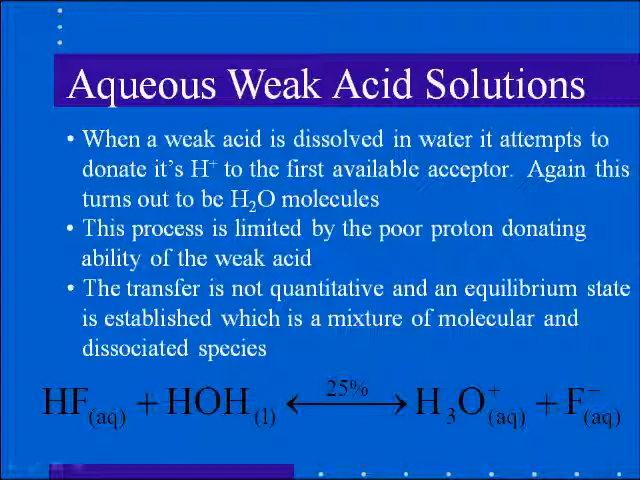 Aqueous Weak Acid Solutions
• When a weak acid is dissolved in water it attempts to
donate it's H⁺ to the first available acceptor. Again this
turns out to be H₂O molecules
• This process is limited by the poor proton donating
ability of the weak acid
• The transfer is not quantitative and an equilibrium state
is established which is a mixture of molecular and
dissociated species
25%
HF(aq) + HOH(l) ⟷ H₃O⁺(aq) + F⁻(aq)